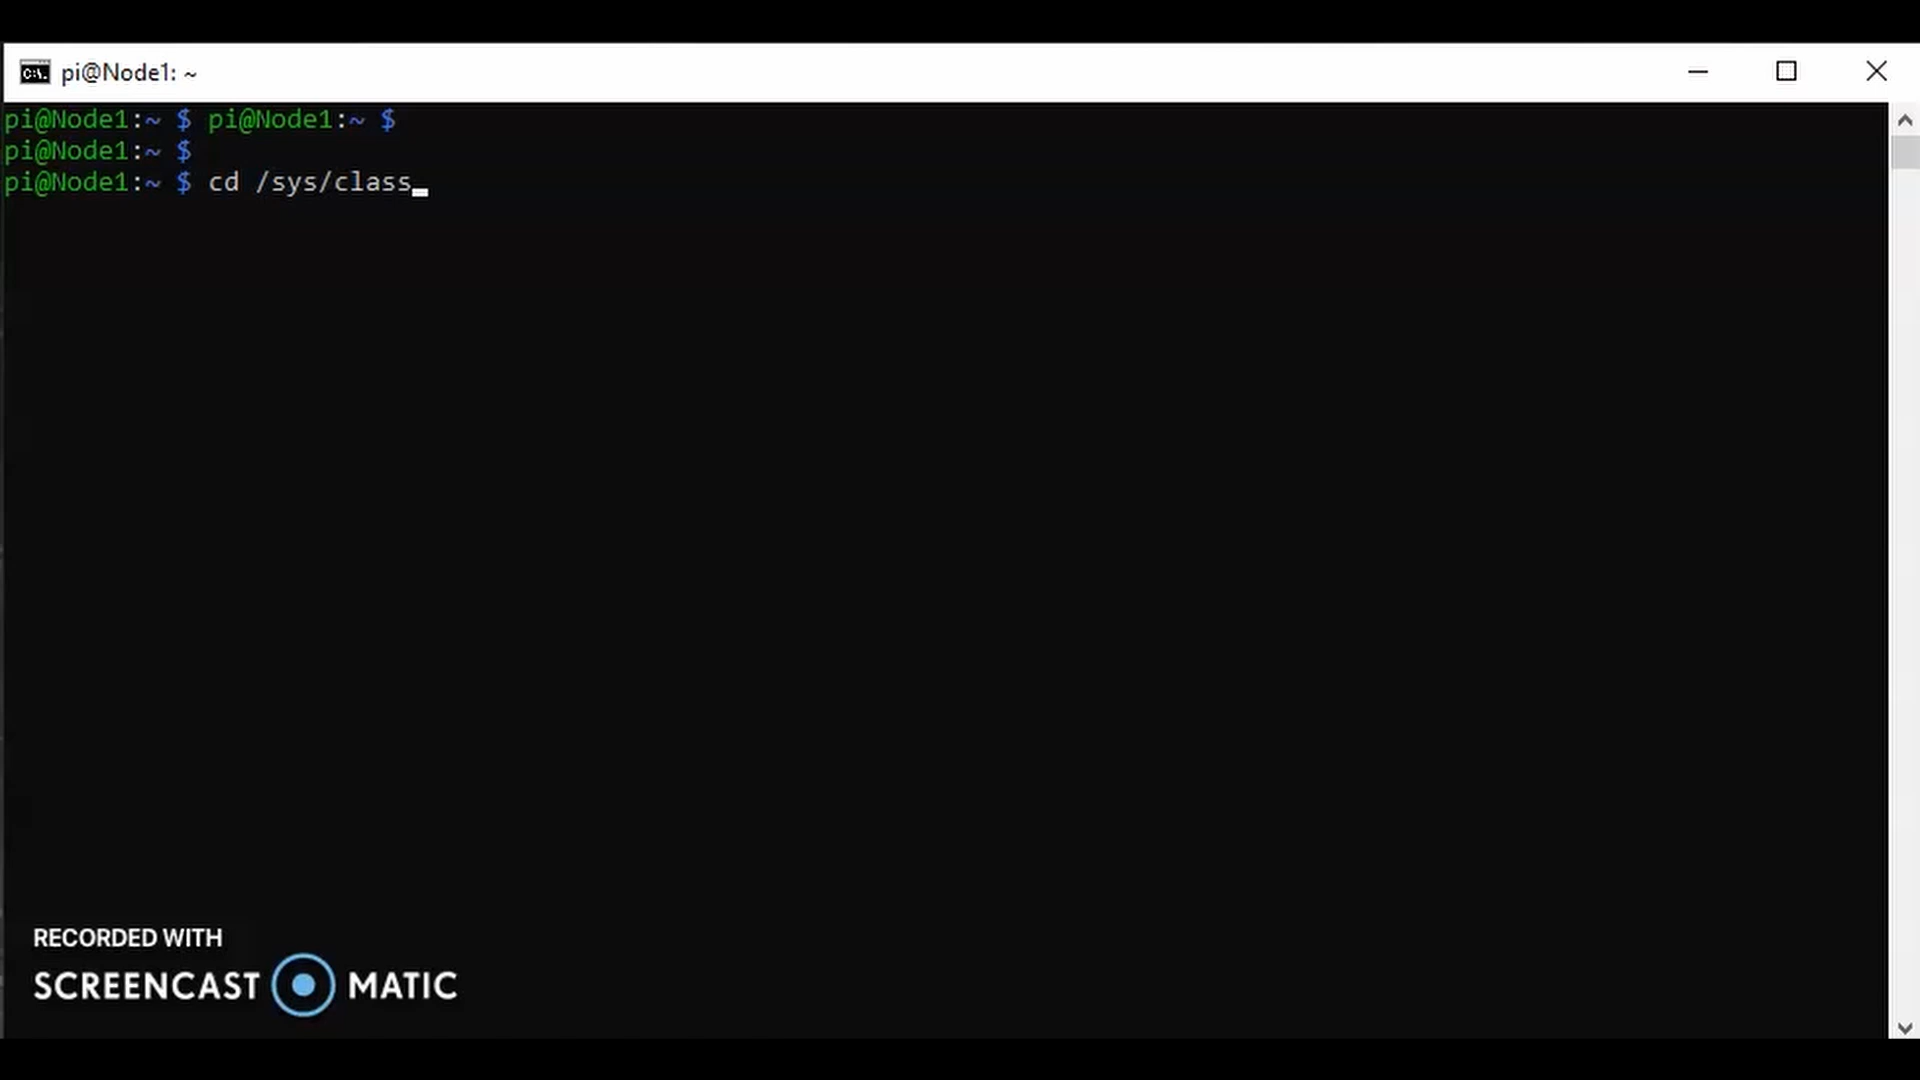 pi@Node1: ~
pi@Node1:~ $ pi@Node1:~ $
pi@Node1:~ $
pi@Node1:~ $ cd /sys/class
RECORDED WITH
SCREENCAST MATIC